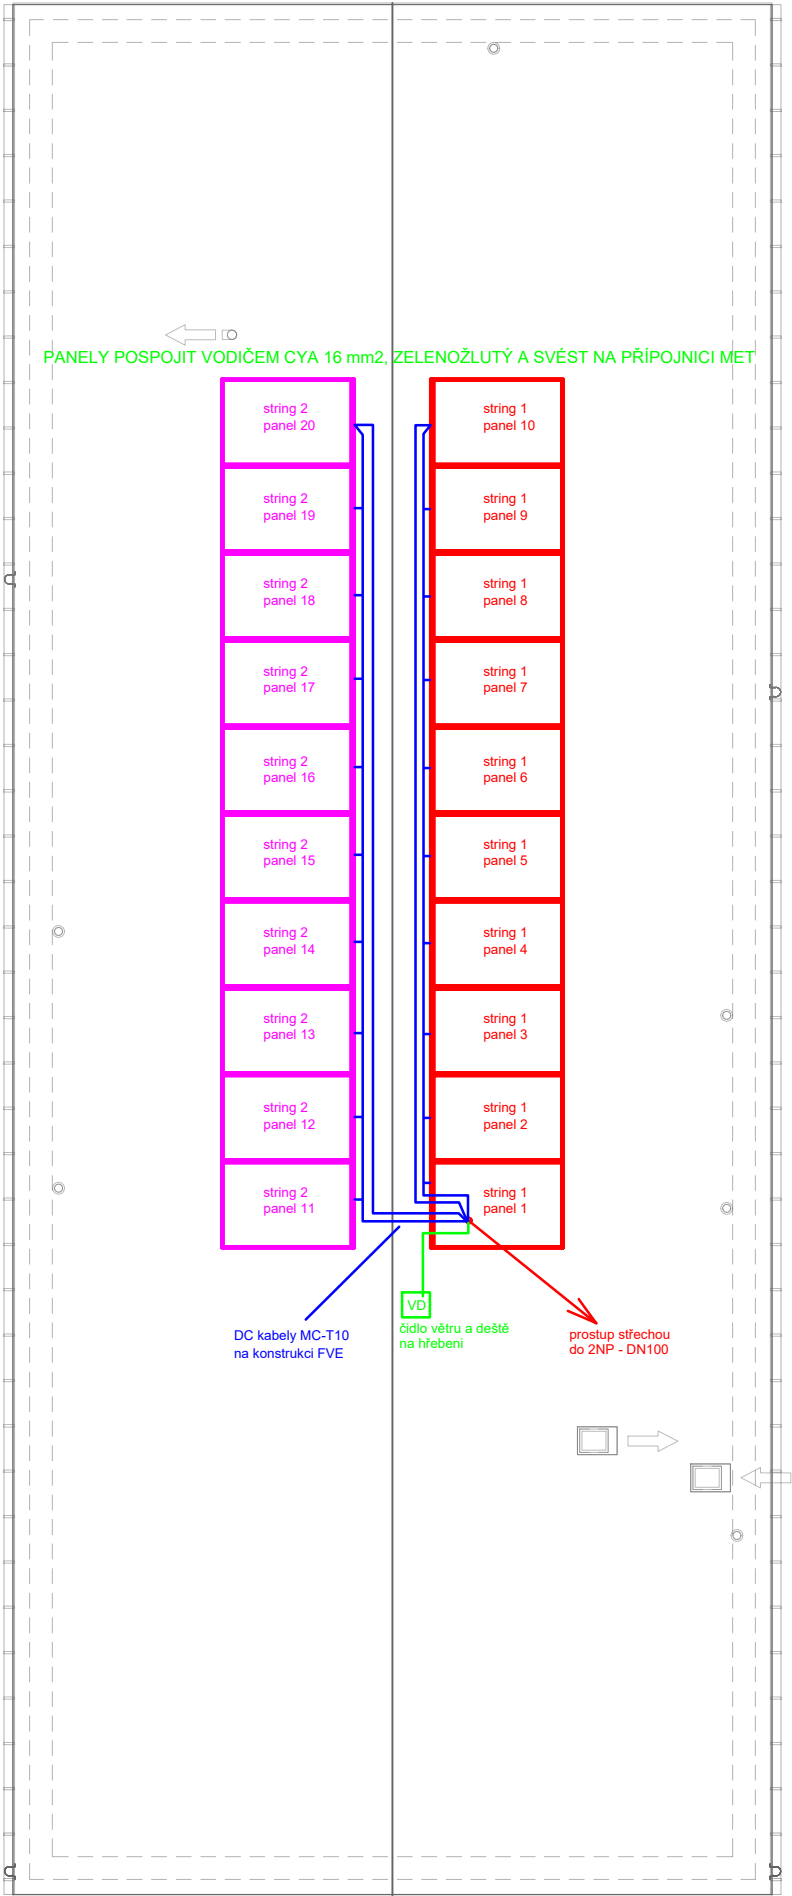 PANELY POSPOJIT VODIČEM CYA 16 mm2, ZELENOŽLUTÝ A SVÉST NA PŘÍPOJNICI MET
string 2
panel 20
string 1
panel 10
string 2
panel 19
string 1
panel 9
string 2
panel 18
string 1
panel 8
string 2
panel 17
string 1
panel 7
string 2
panel 16
string 1
panel 6
string 2
panel 15
string 1
panel 5
string 2
panel 14
string 1
panel 4
string 2
panel 13
string 1
panel 3
string 2
panel 12
string 1
panel 2
string 2
panel 11
string 1
panel 1
VD
čidlo větru a deště
na hřebeni
DC kabely MC-T10
na konstrukci FVE
prostup střechou
do 2NP - DN100